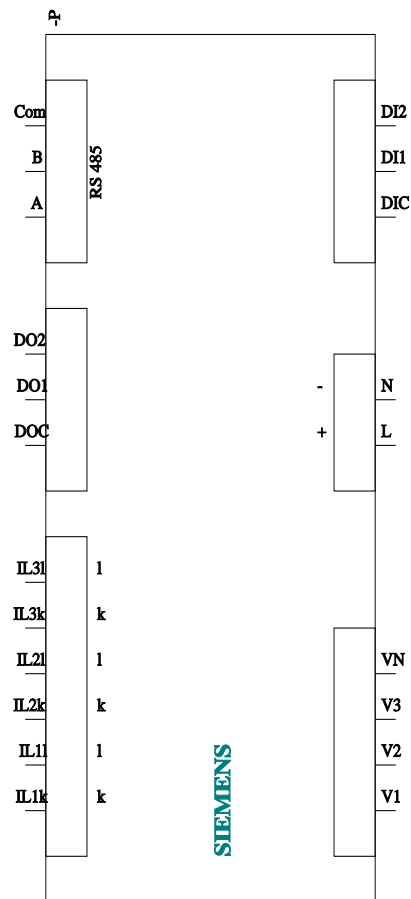 -P
Com DI2
B DI1
RS 485
A DIC
DO2
DO1 - N
DOC + L
IL3l l
IL3k k
IL2l l VN
IL2k k V3
IL1l l V2
IL1k k V1
SIEMENS